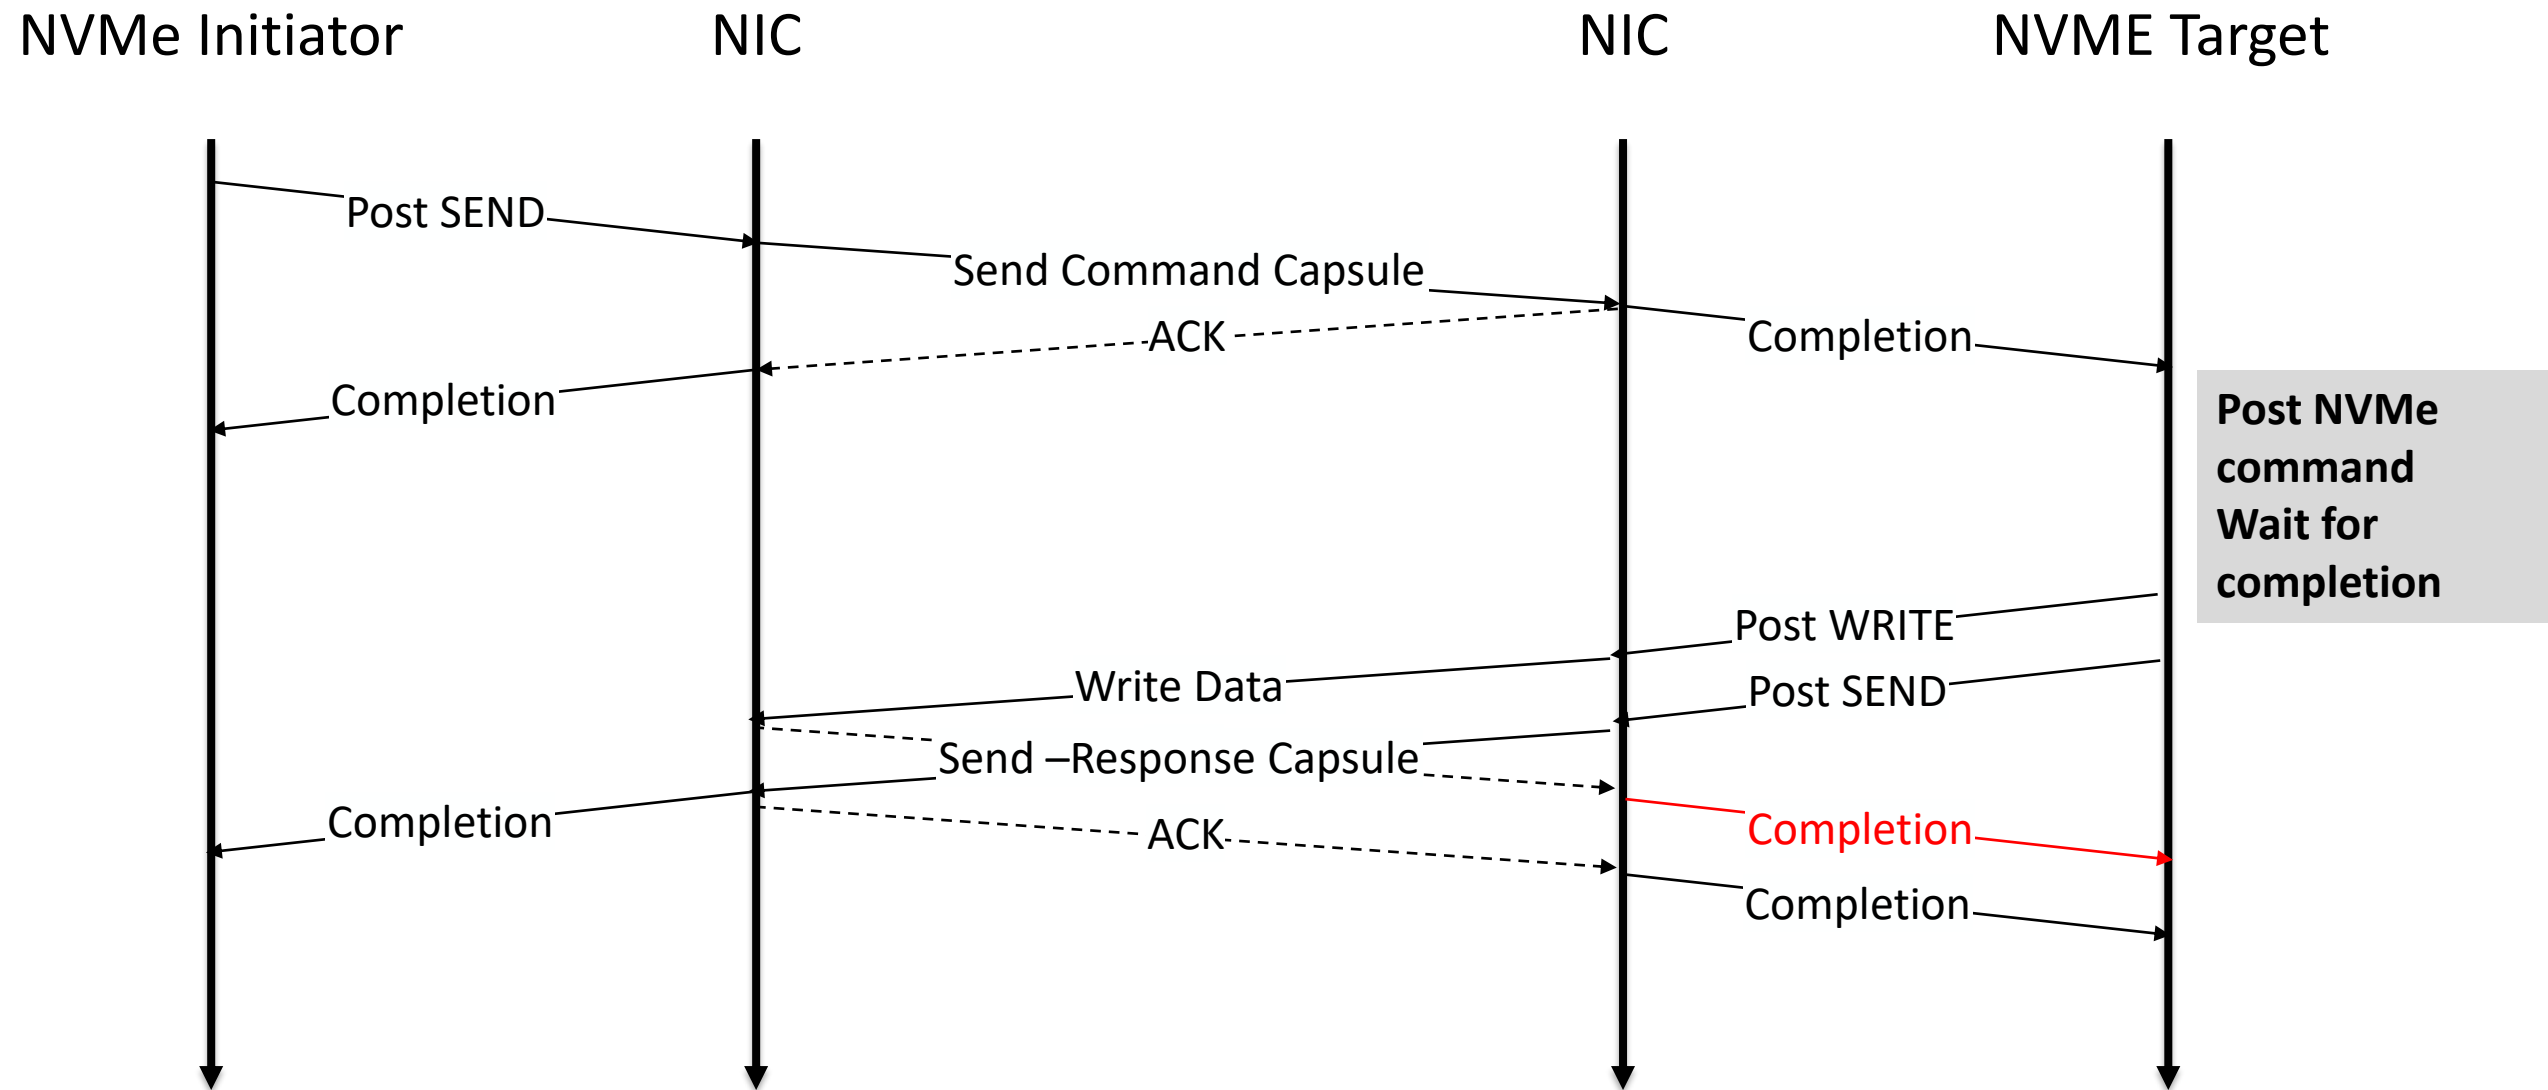 NVMe Initiator
NIC
NIC
NVME Target
Post SEND
Send Command Capsule
ACK
Completion
Completion
Post NVMe
command
Wait for
completion
Post WRITE
Write Data
Post SEND
Send –Response Capsule
Completion
ACK
Completion
Completion